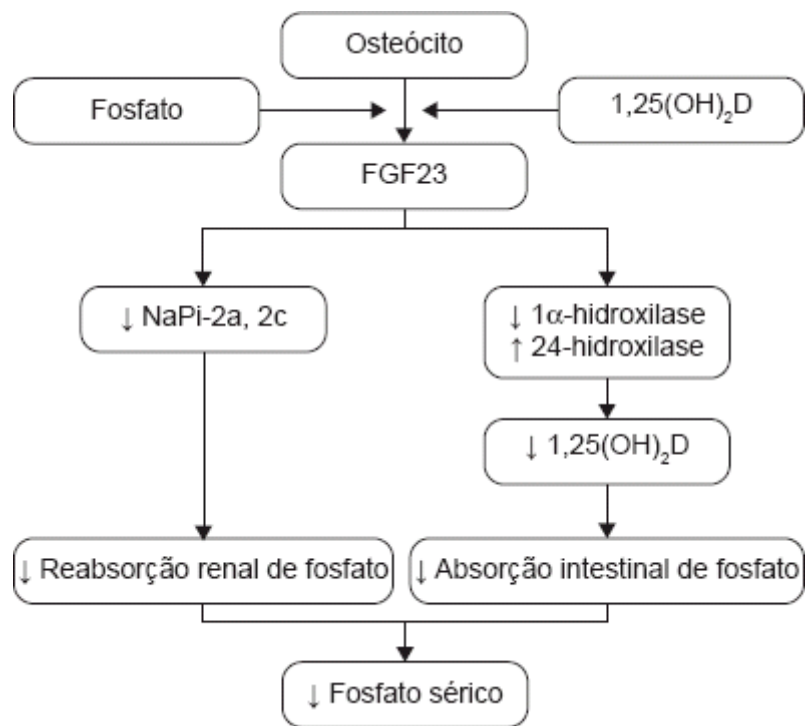 Osteócito
Fosfato
1,25(OH)₂D
FGF23
↓ NaPi-2a, 2c
↓ 1α-hidroxilase
↑ 24-hidroxilase
↓ 1,25(OH)₂D
↓ Reabsorção renal de fosfato
↓ Absorção intestinal de fosfato
↓ Fosfato sérico